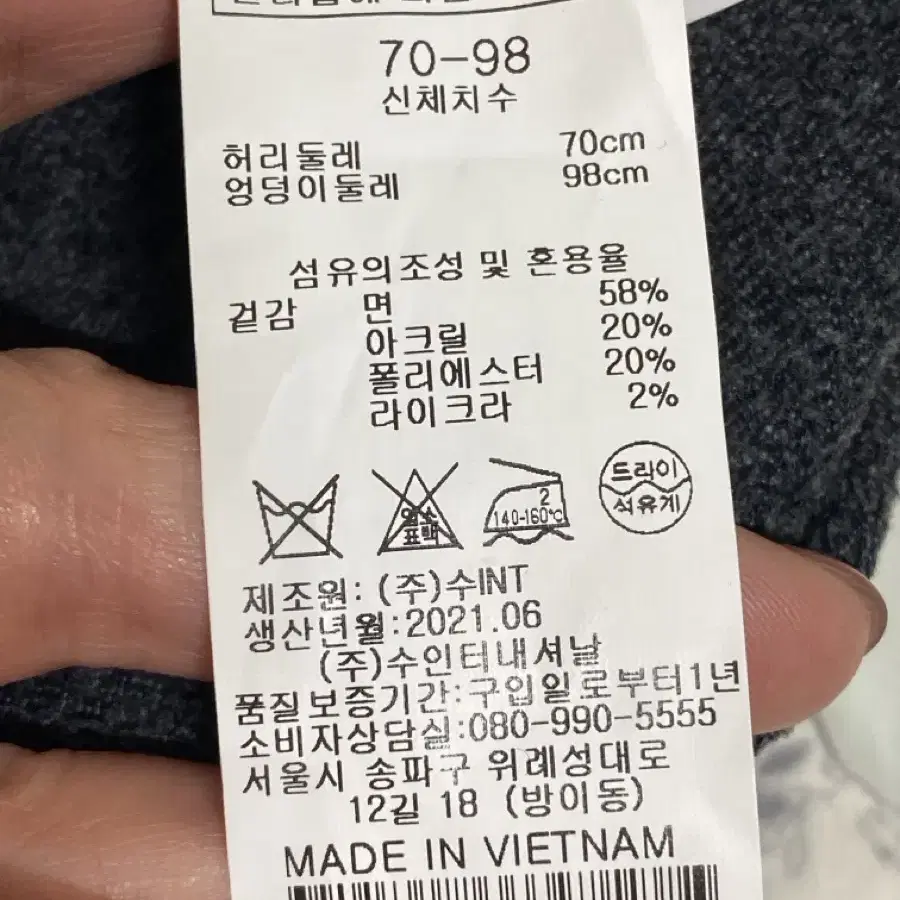 70-98
신체치수
허리둘레 70cm
엉덩이둘레 98cm
섬유의조성 및 혼용율
겉감 면 58%
아크릴 20%
폴리에스터 20%
라이크라 2%
염소
표백
2
140-160℃
드라이
석유계
제조원: (주)수INT
생산년월:2021.06
(주)수인터내셔날
품질보증기간:구입일로부터1년
소비자상담실:080-990-5555
서울시 송파구 위례성대로
12길 18 (방이동)
MADE IN VIETNAM